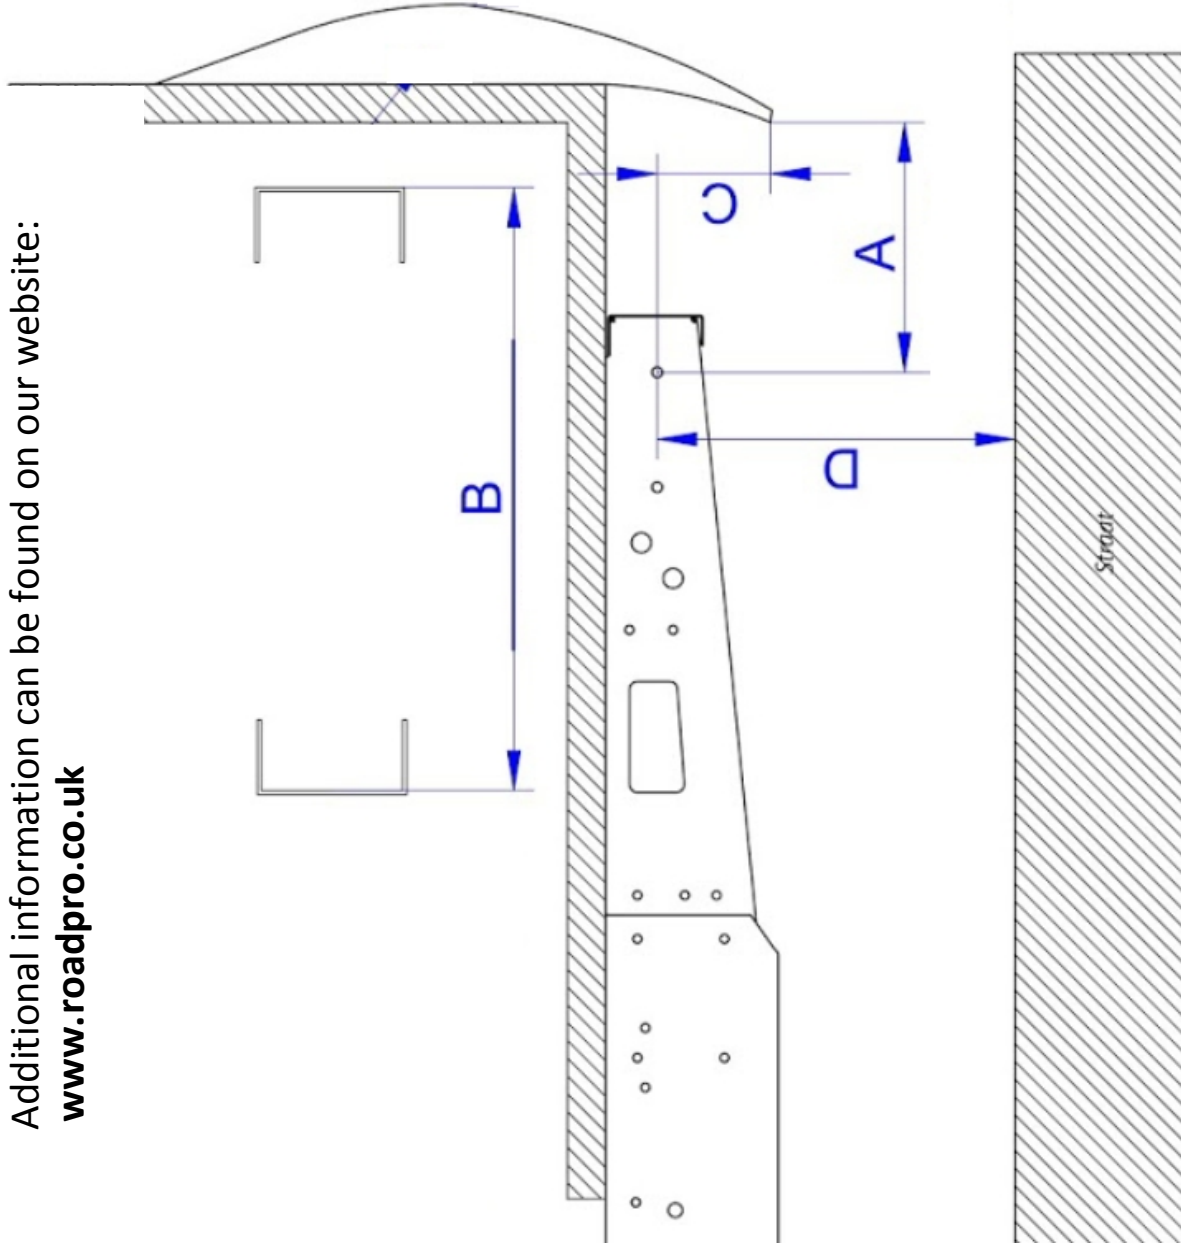 Additional information can be found on our website:
www.roadpro.co.uk
C
A
B
D
Straat